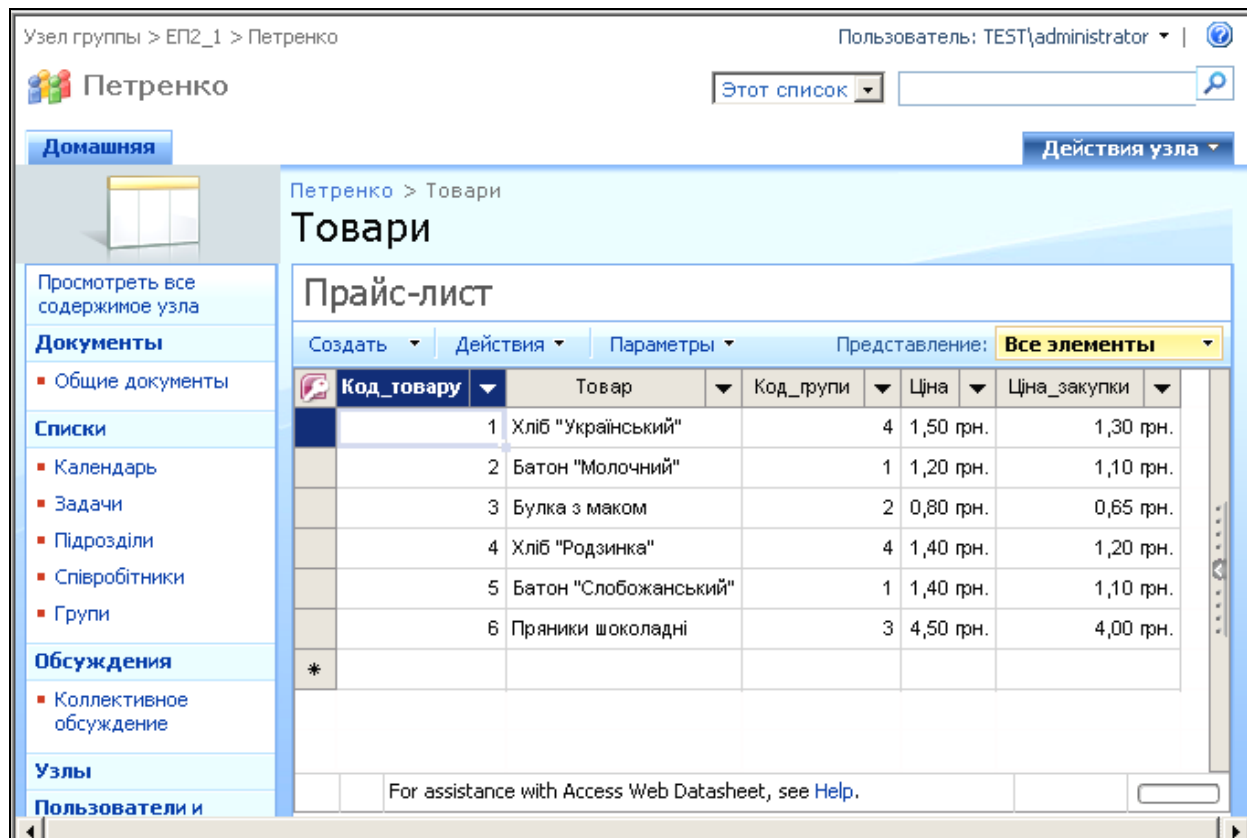 Узел группы > ЕП2_1 > Петренко
Пользователь: TEST\administrator
Петренко
Этот список
Домашняя
Действия узла
Петренко > Товари
Товари
Просмотреть все
содержимое узла
Документы
Общие документы
Списки
Календарь
Задачи
Підрозділи
Співробітники
Групи
Обсуждения
Коллективное
обсуждение
Узлы
Пользователи и
Прайс-лист
Создать Действия Параметры Представление: Все элементы
Код_товару Товар Код_групи Ціна Ціна_закупки
1 Хліб "Український" 4 1,50 грн. 1,30 грн.
2 Батон "Молочний" 1 1,20 грн. 1,10 грн.
3 Булка з маком 2 0,80 грн. 0,65 грн.
4 Хліб "Родзинка" 4 1,40 грн. 1,20 грн.
5 Батон "Слобожанський" 1 1,40 грн. 1,10 грн.
6 Пряники шоколадні 3 4,50 грн. 4,00 грн.
For assistance with Access Web Datasheet, see Help.